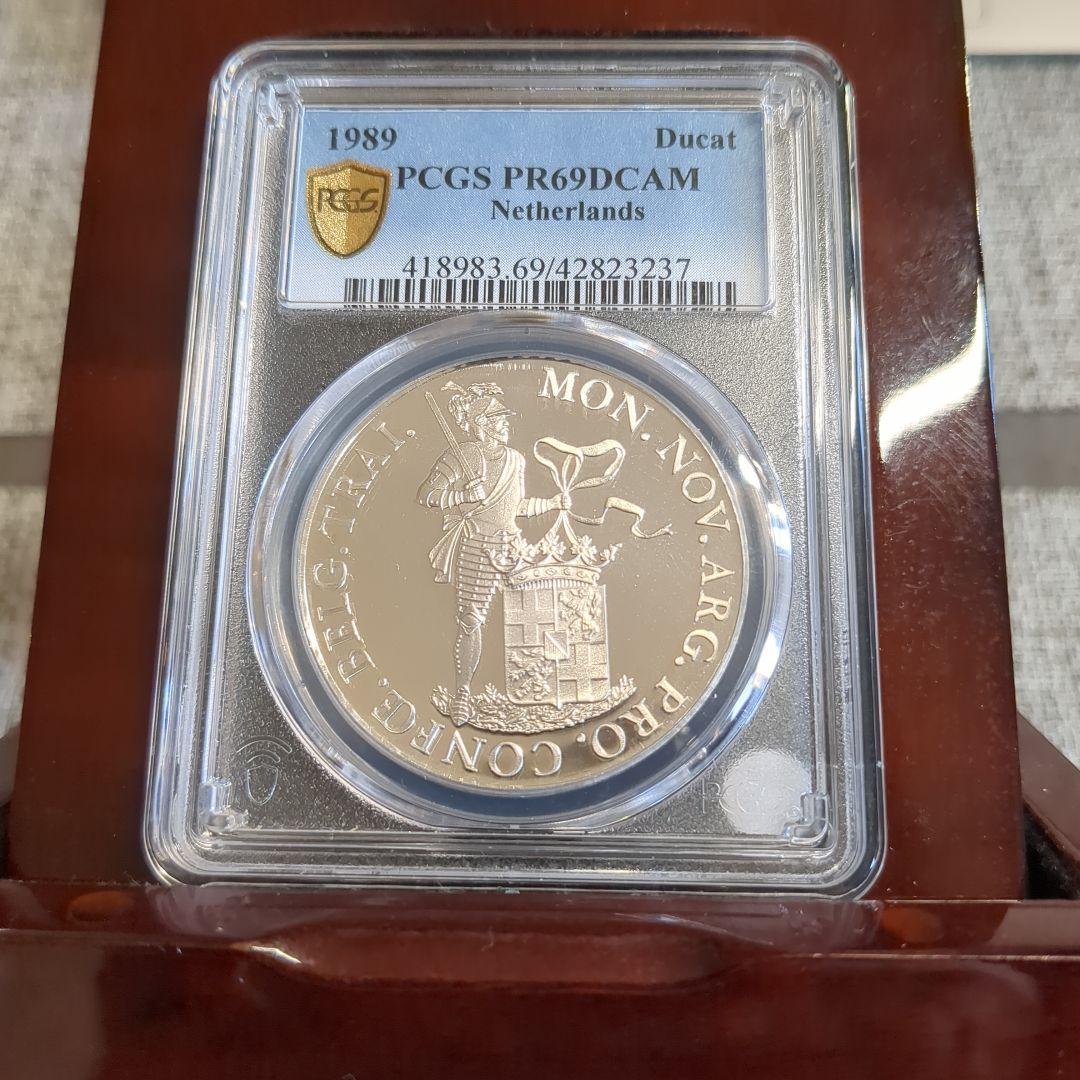 1989 Ducat
PCGS PR69DCAM
Netherlands
PCGS
418983.69/42823237
MON. NOV. ARG. PRO. CONFŒ. BELG. TRAI.